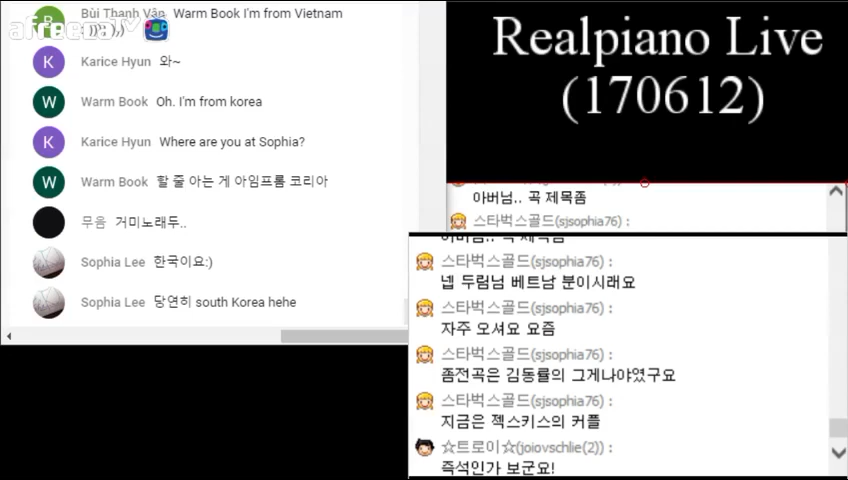 Bùi Thanh Vân Warm Book I'm from Vietnam
:)))) ),)
afreecaTV
Karice Hyun 와~
Warm Book Oh. I'm from korea
Karice Hyun Where are you at Sophia?
Warm Book 할 줄 아는 게 아임프롬 코리아
무음 거미노래두..
Sophia Lee 한국이요:)
Sophia Lee 당연히 south Korea hehe
Realpiano Live
(170612)
아버님.. 곡 제목좀
스타벅스골드(sjsophia76) :
아버님.. 곡 제목좀
스타벅스골드(sjsophia76) :
넵 두림님 베트남 분이시래요
스타벅스골드(sjsophia76) :
자주 오셔요 요즘
스타벅스골드(sjsophia76) :
좀전곡은 김동률의 그게나야였구요
스타벅스골드(sjsophia76) :
지금은 젝스키스의 커플
☆트로이☆(joiovschlie(2)) :
즉석인가 보군요!